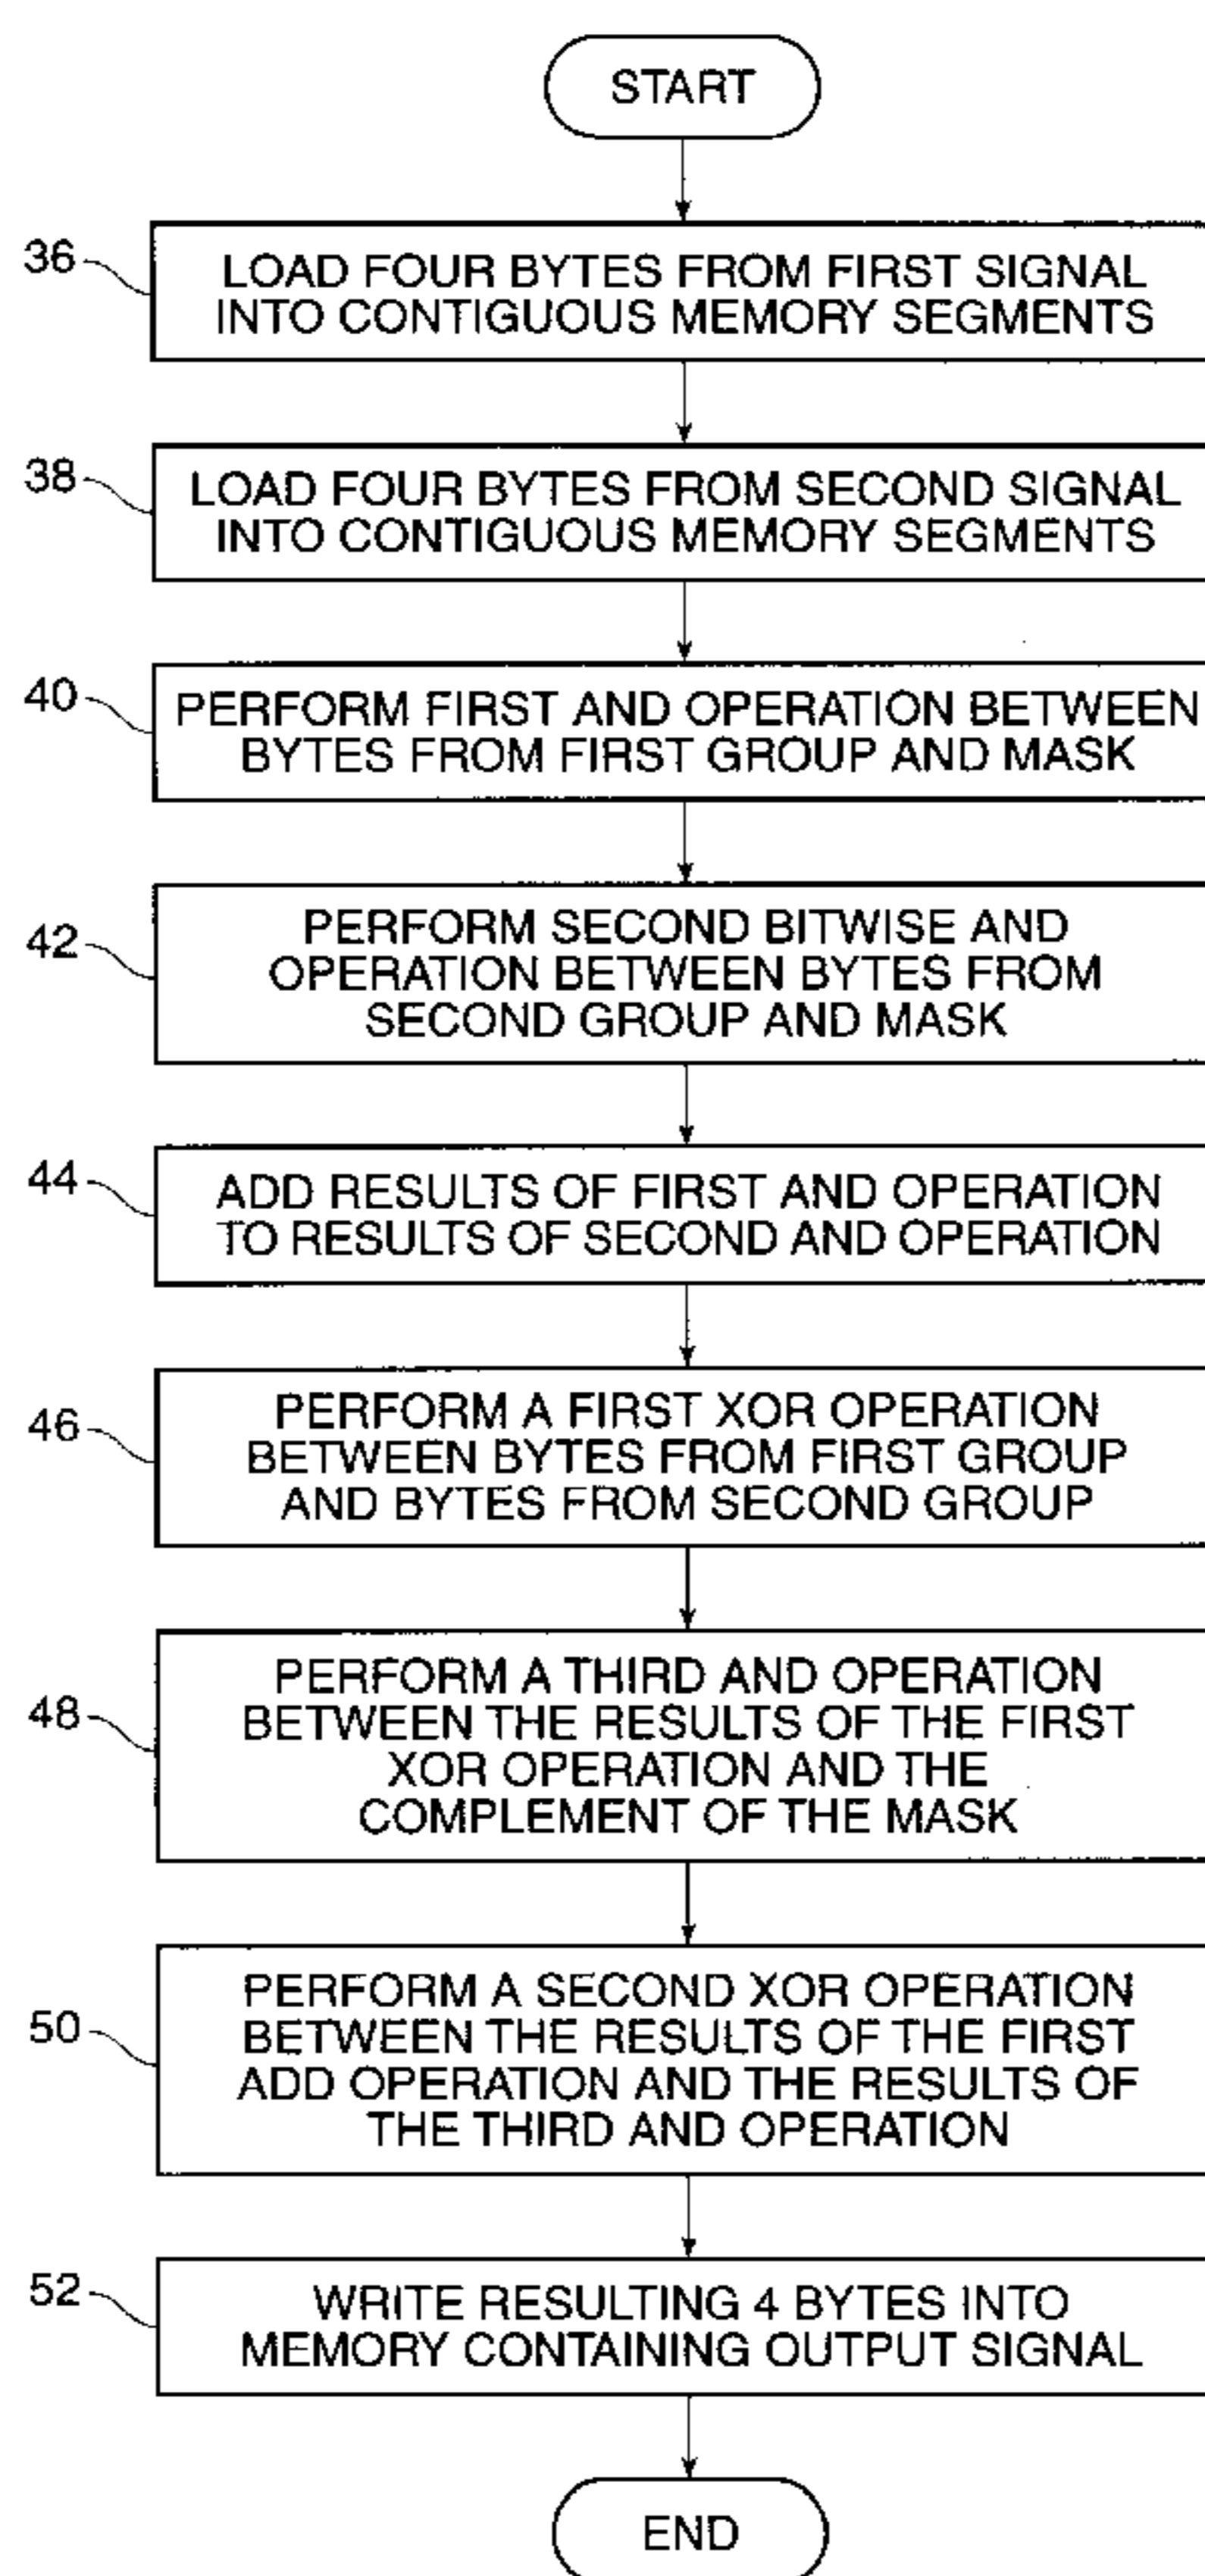 START
36
LOAD FOUR BYTES FROM FIRST SIGNAL
INTO CONTIGUOUS MEMORY SEGMENTS
38
LOAD FOUR BYTES FROM SECOND SIGNAL
INTO CONTIGUOUS MEMORY SEGMENTS
40
PERFORM FIRST AND OPERATION BETWEEN
BYTES FROM FIRST GROUP AND MASK
42
PERFORM SECOND BITWISE AND
OPERATION BETWEEN BYTES FROM
SECOND GROUP AND MASK
44
ADD RESULTS OF FIRST AND OPERATION
TO RESULTS OF SECOND AND OPERATION
46
PERFORM A FIRST XOR OPERATION
BETWEEN BYTES FROM FIRST GROUP
AND BYTES FROM SECOND GROUP
48
PERFORM A THIRD AND OPERATION
BETWEEN THE RESULTS OF THE FIRST
XOR OPERATION AND THE
COMPLEMENT OF THE MASK
50
PERFORM A SECOND XOR OPERATION
BETWEEN THE RESULTS OF THE FIRST
ADD OPERATION AND THE RESULTS OF
THE THIRD AND OPERATION
52
WRITE RESULTING 4 BYTES INTO
MEMORY CONTAINING OUTPUT SIGNAL
END